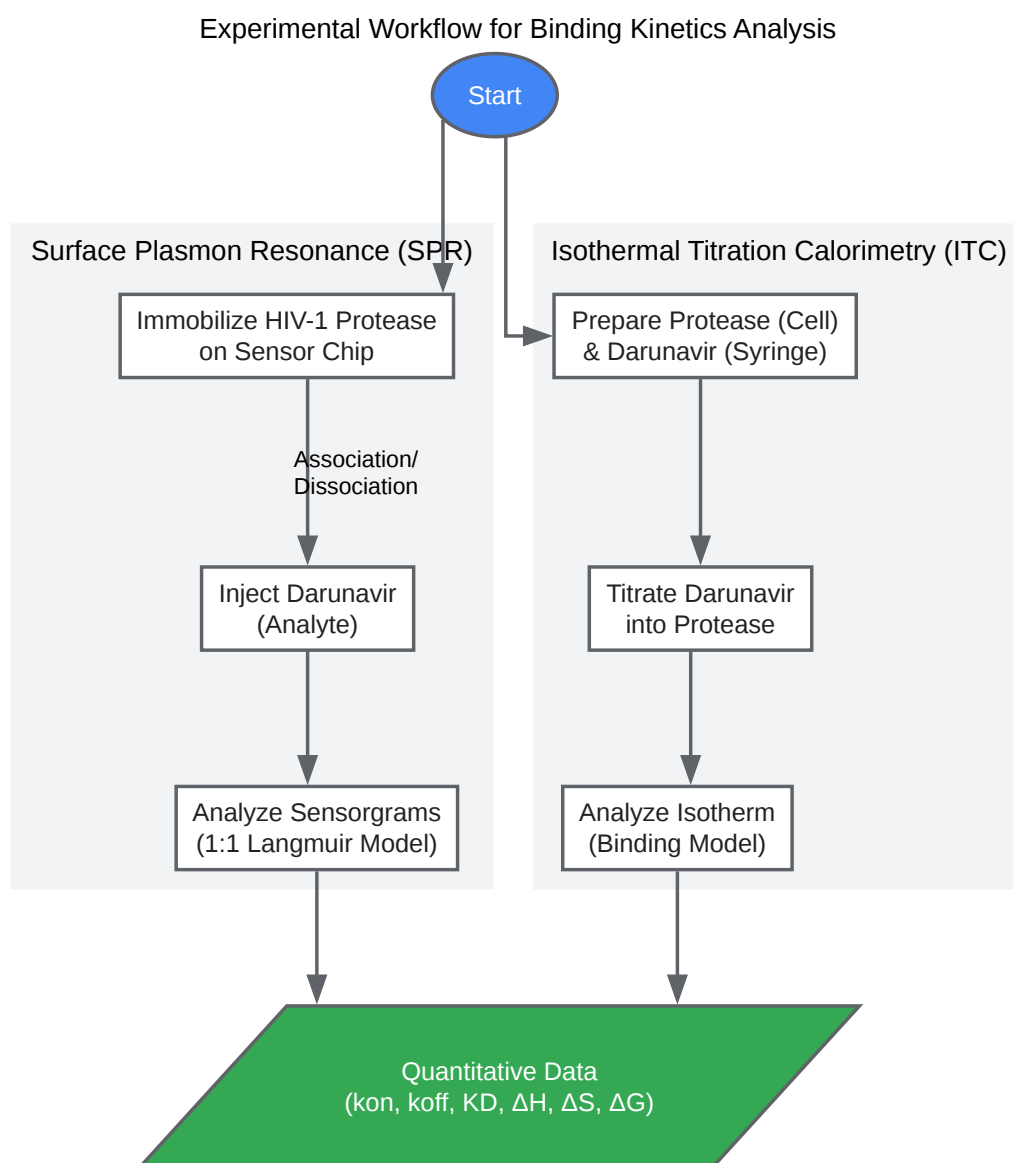 Experimental Workflow for Binding Kinetics Analysis
Start
Surface Plasmon Resonance (SPR)
Immobilize HIV-1 Protease
on Sensor Chip
Association/
Dissociation
Inject Darunavir
(Analyte)
Analyze Sensorgrams
(1:1 Langmuir Model)
Isothermal Titration Calorimetry (ITC)
Prepare Protease (Cell)
& Darunavir (Syringe)
Titrate Darunavir
into Protease
Analyze Isotherm
(Binding Model)
Quantitative Data
(kon, koff, KD, ΔH, ΔS, ΔG)